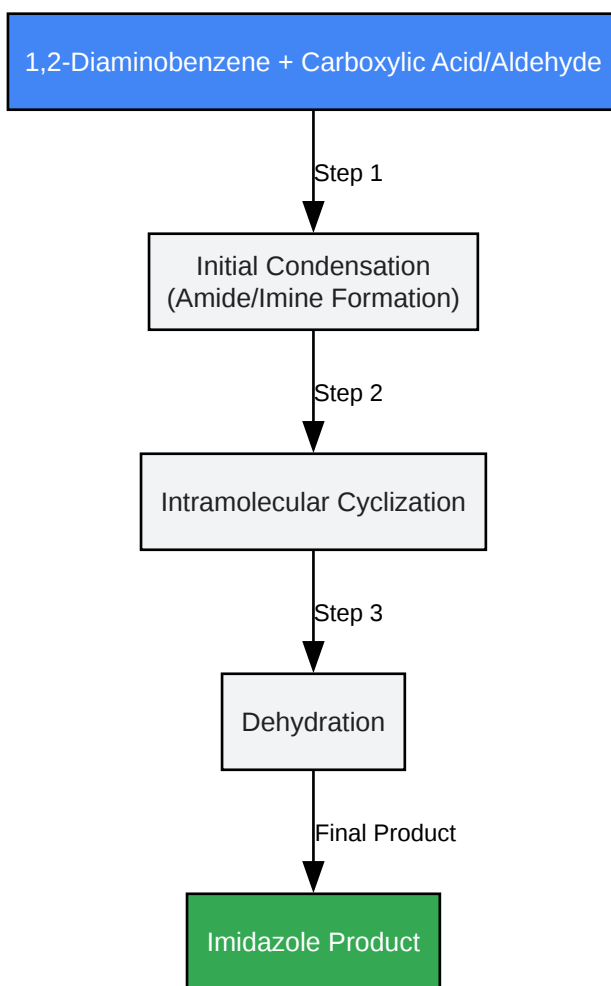 1,2-Diaminobenzene + Carboxylic Acid/Aldehyde
Step 1
Initial Condensation
(Amide/Imine Formation)
Step 2
Intramolecular Cyclization
Step 3
Dehydration
Final Product
Imidazole Product